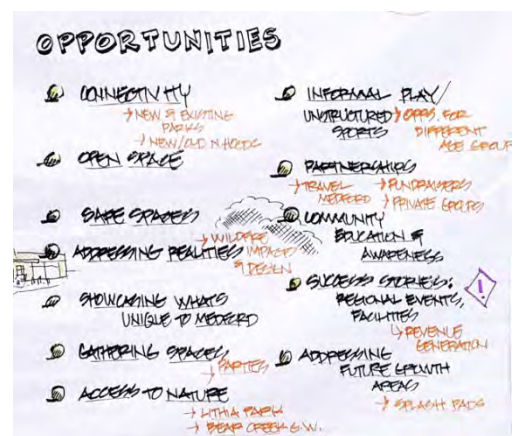 OPPORTUNITIES
CONNECTIVITY
→ NEW & EXISTING
PARKS
→ NEW/OLD N.HOODS
OPEN SPACE
SAFE SPACES
ADDRESSING REALITIES
→ WILDFIRE
IMPACT
& DESIGN
SHOWCASING WHAT'S
UNIQUE TO MEDFORD
GATHERING SPACES
→ PARTIES
ACCESS TO NATURE
→ LITHIA PARK
→ BEAR CREEK G.W.
INFORMAL PLAY/
UNSTRUCTURED
SPORTS
→ OPPS. FOR
DIFFERENT
AGE GROUP
PARTNERSHIPS
→ TRAVEL
MEDFORD
→ FUNDRAISERS
→ PRIVATE GROUPS
COMMUNITY
EDUCATION &
AWARENESS
SUCCESS STORIES:
REGIONAL EVENTS,
FACILITIES
!
↳ REVENUE
GENERATION
ADDRESSING
FUTURE GROWTH
AREAS
→ SPLASH PADS